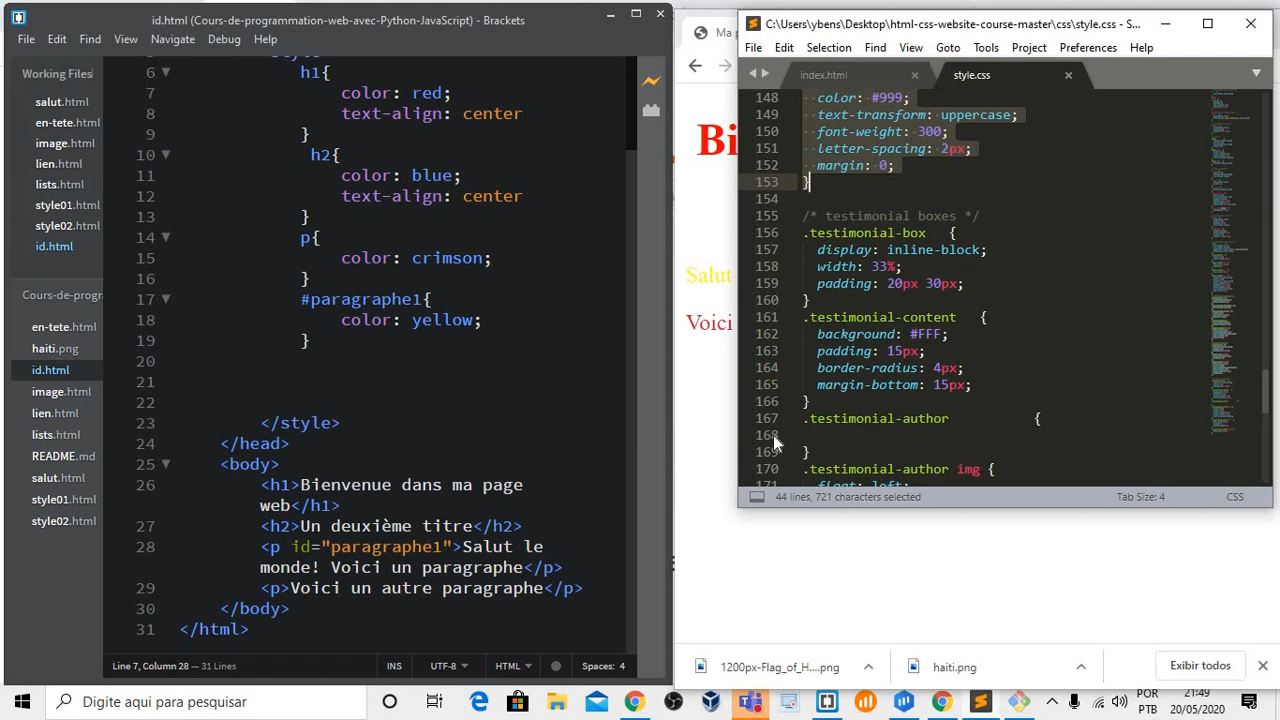 id.html (Cours-de-programmation-web-avec-Python-JavaScript) - Brackets
File Edit Find View Navigate Debug Help
Working Files
salut.html
en-tete.html
image.html
lien.html
lists.html
style01.html
style02.html
id.html
Cours-de-progra
en-tete.html
haiti.png
id.html
image.html
lien.html
lists.html
README.md
salut.html
style01.html
style02.html
6 h1{
7 color: red;
8 text-align: center
9 }
10 h2{
11 color: blue;
12 text-align: center
13 }
14 p{
15 color: crimson;
16 }
17 #paragraphe1{
18 color: yellow;
19 }
20
21
22
23 </style>
24 </head>
25 <body>
26 <h1>Bienvenue dans ma page
web</h1>
27 <h2>Un deuxième titre</h2>
28 <p id="paragraphe1">Salut le
monde! Voici un paragraphe</p>
29 <p>Voici un autre paragraphe</p>
30 </body>
31 </html>
Line 7, Column 28 — 31 Lines INS UTF-8 HTML Spaces: 4
Ma p
Bi
Salut
Voici
C:\Users\ybens\Desktop\html-css-website-course-master\css\style.css - S...
File Edit Selection Find View Goto Tools Project Preferences Help
index.html style.css
148 color: #999;
149 text-transform: uppercase;
150 font-weight: 300;
151 letter-spacing: 2px;
152 margin: 0;
153 }
154
155 /* testimonial boxes */
156 .testimonial-box {
157 display: inline-block;
158 width: 33%;
159 padding: 20px 30px;
160 }
161 .testimonial-content {
162 background: #FFF;
163 padding: 15px;
164 border-radius: 4px;
165 margin-bottom: 15px;
166 }
167 .testimonial-author {
168
169 }
170 .testimonial-author img {
171 float: left;
44 lines, 721 characters selected Tab Size: 4 CSS
1200px-Flag_of_H....png haiti.png Exibir todos
Digite aqui para pesquisar
POR
PTB
21:49
20/05/2020